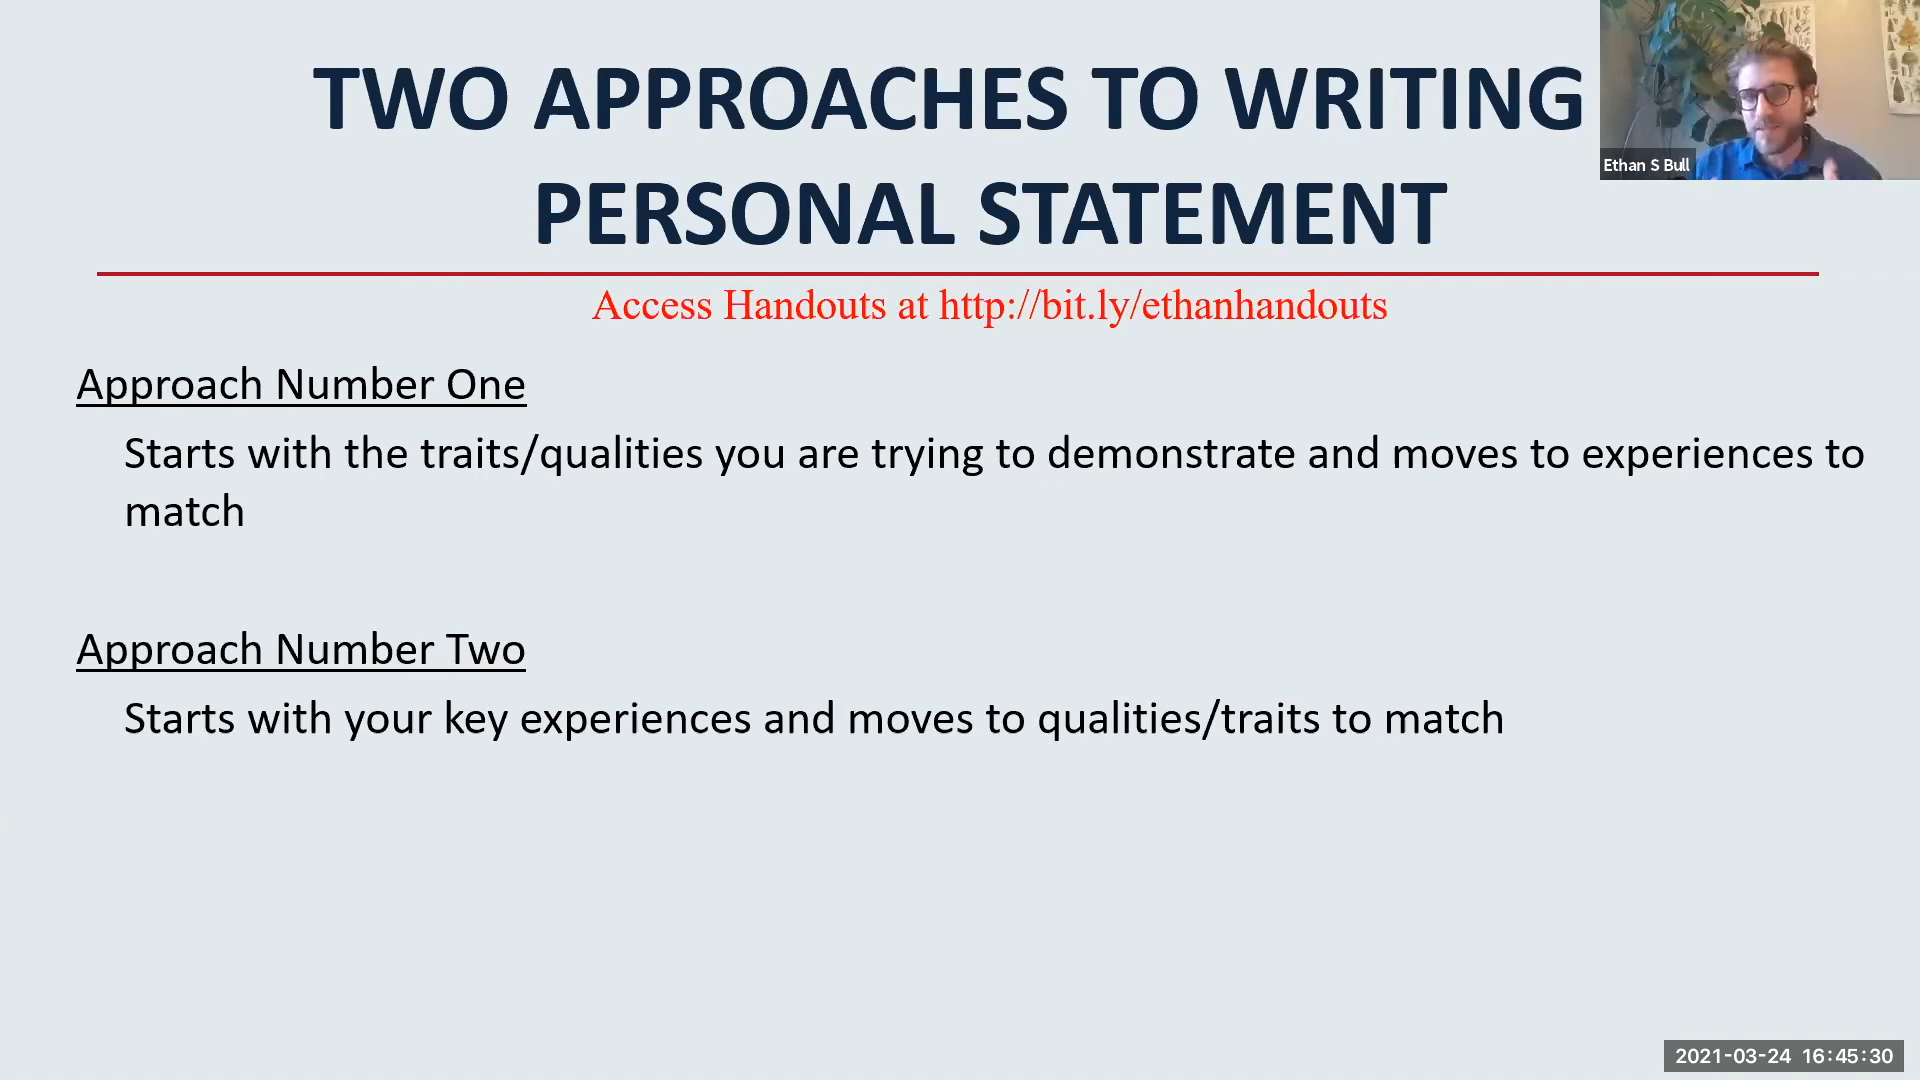 TWO APPROACHES TO WRITING
PERSONAL STATEMENT
Ethan S Bull
Access Handouts at http://bit.ly/ethanhandouts
Approach Number One
Starts with the traits/qualities you are trying to demonstrate and moves to experiences to
match
Approach Number Two
Starts with your key experiences and moves to qualities/traits to match
2021-03-24 16:45:30